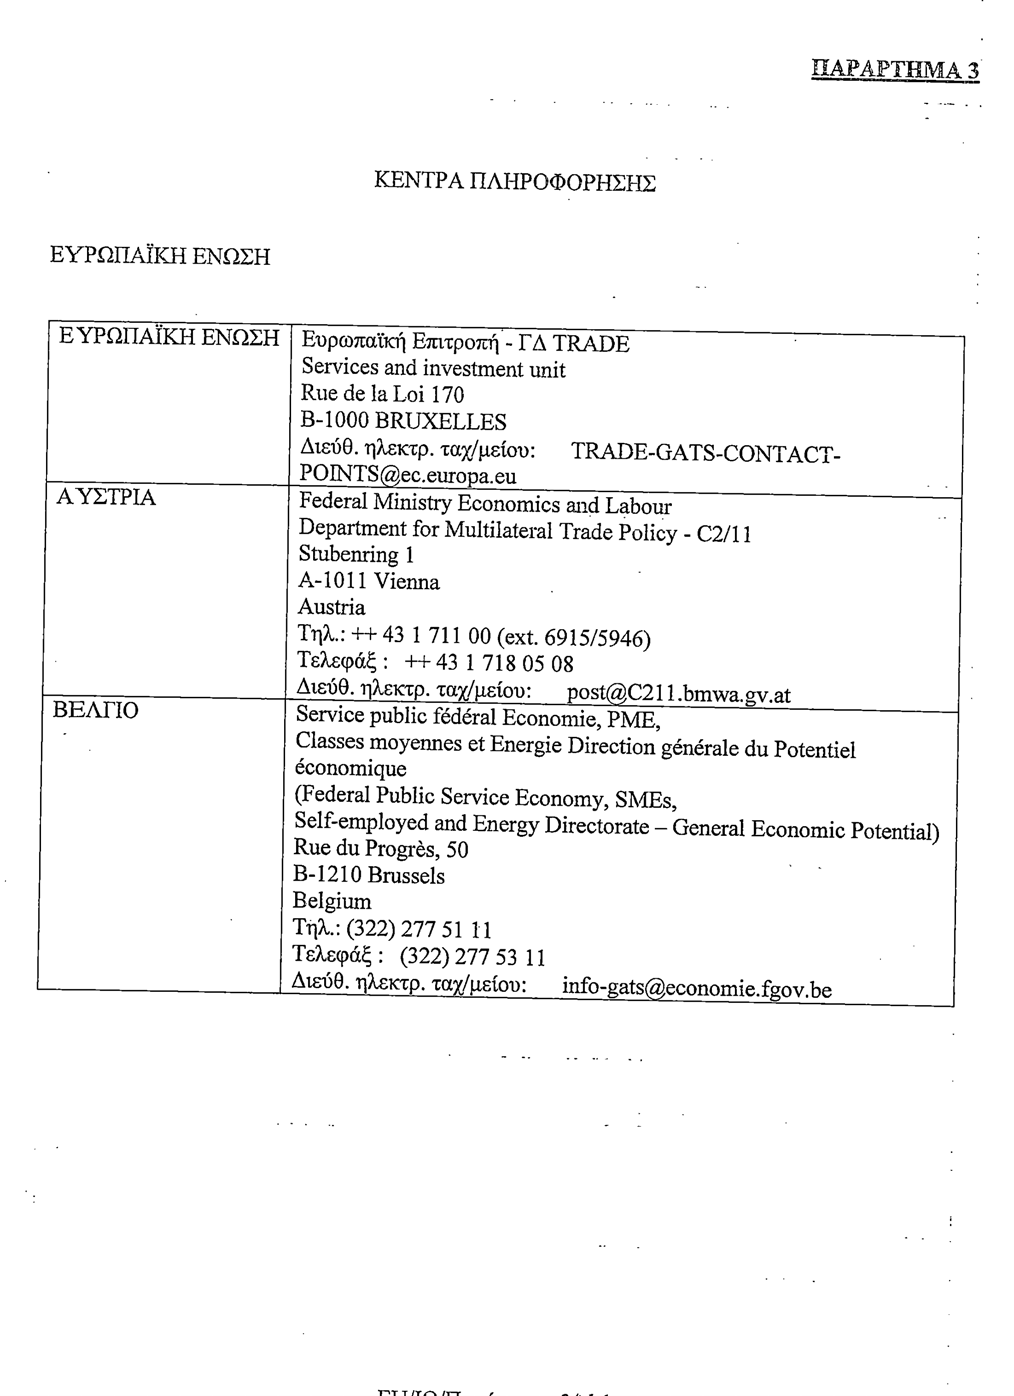 ΠΑΡΑΡΤΗΜΑ 3
ΚΕΝΤΡΑ ΠΛΗΡΟΦΟΡΗΣΗΣ
ΕΥΡΩΠΑΪΚΗ ΕΝΩΣΗ
ΕΥΡΩΠΑΪΚΗ ΕΝΩΣΗ
Ευρωπαϊκή Επιτροπή - ΓΔ TRADE
Services and investment unit
Rue de la Loi 170
B-1000 BRUXELLES
Διεύθ. ηλεκτρ. ταχ/μείου: TRADE-GATS-CONTACT-
POINTS@ec.europa.eu
ΑΥΣΤΡΙΑ
Federal Ministry Economics and Labour
Department for Multilateral Trade Policy - C2/11
Stubenring 1
A-1011 Vienna
Austria
Τηλ.: ++ 43 1 711 00 (ext. 6915/5946)
Τελεφάξ : ++ 43 1 718 05 08
Διεύθ. ηλεκτρ. ταχ/μείου: post@C211.bmwa.gv.at
ΒΕΛΓΙΟ
Service public fédéral Economie, PME,
Classes moyennes et Energie Direction générale du Potentiel
économique
(Federal Public Service Economy, SMEs,
Self-employed and Energy Directorate – General Economic Potential)
Rue du Progrès, 50
B-1210 Brussels
Belgium
Τηλ.: (322) 277 51 11
Τελεφάξ : (322) 277 53 11
Διεύθ. ηλεκτρ. ταχ/μείου: info-gats@economie.fgov.be